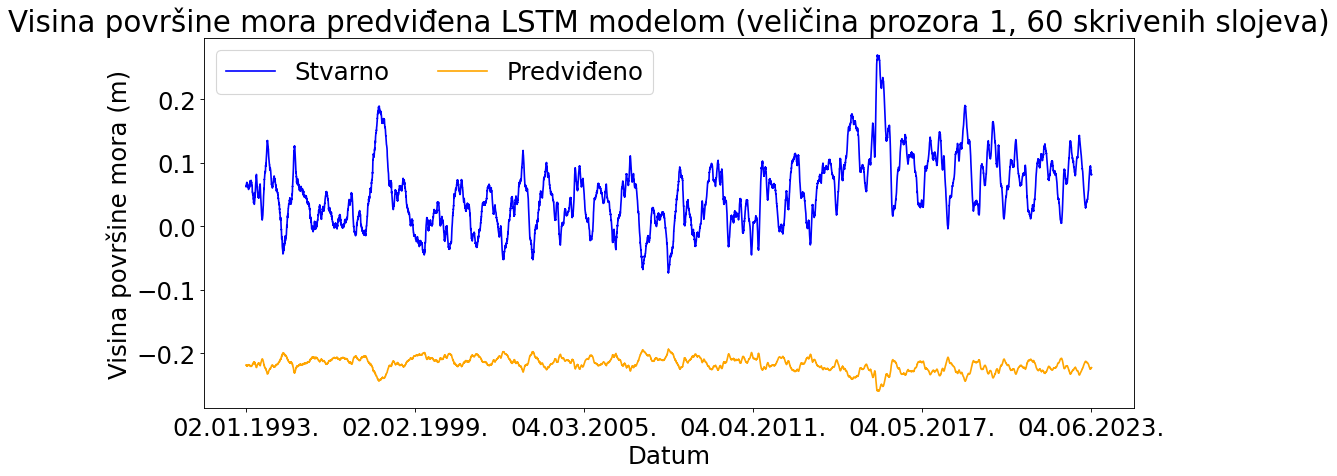 Visina površine mora predviđena LSTM modelom (veličina prozora 1, 60 skrivenih slojeva)
Stvarno
Predviđeno
Visina površine mora (m)
0.2
0.1
0.0
−0.1
−0.2
02.01.1993.
02.02.1999.
04.03.2005.
04.04.2011.
04.05.2017.
04.06.2023.
Datum